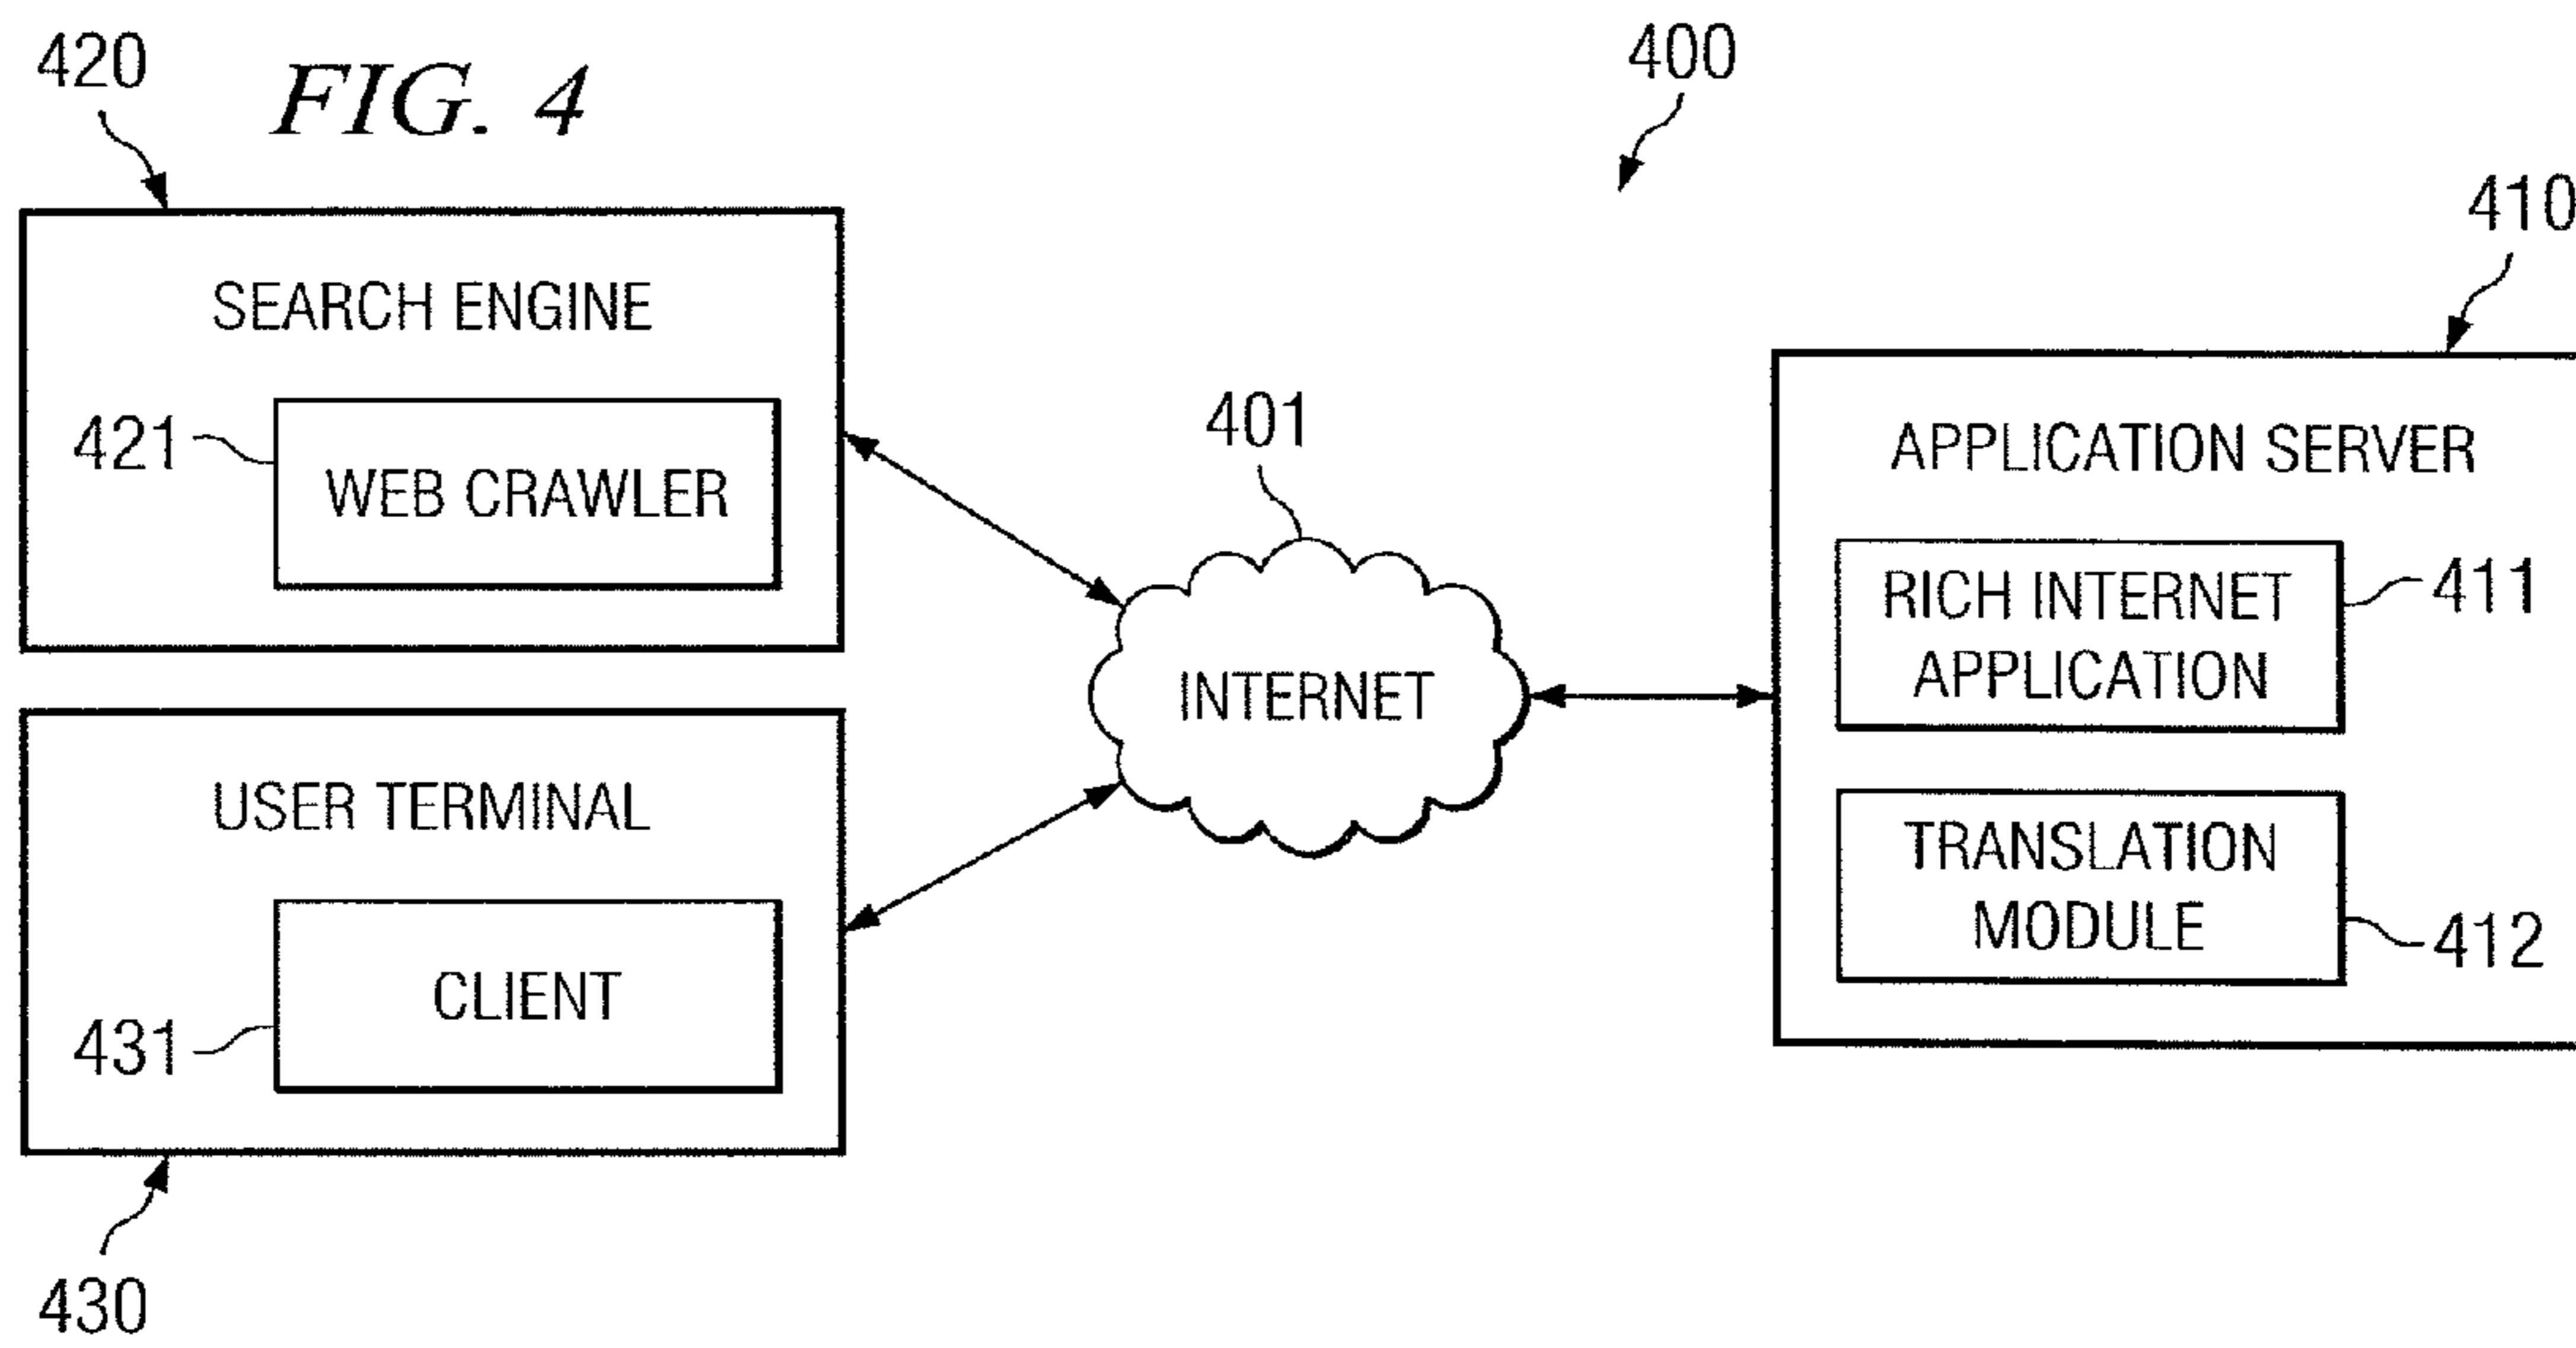 420
FIG. 4
400
410
SEARCH ENGINE
421
WEB CRAWLER
401
APPLICATION SERVER
RICH INTERNET
APPLICATION
411
INTERNET
TRANSLATION
MODULE
412
USER TERMINAL
CLIENT
431
430